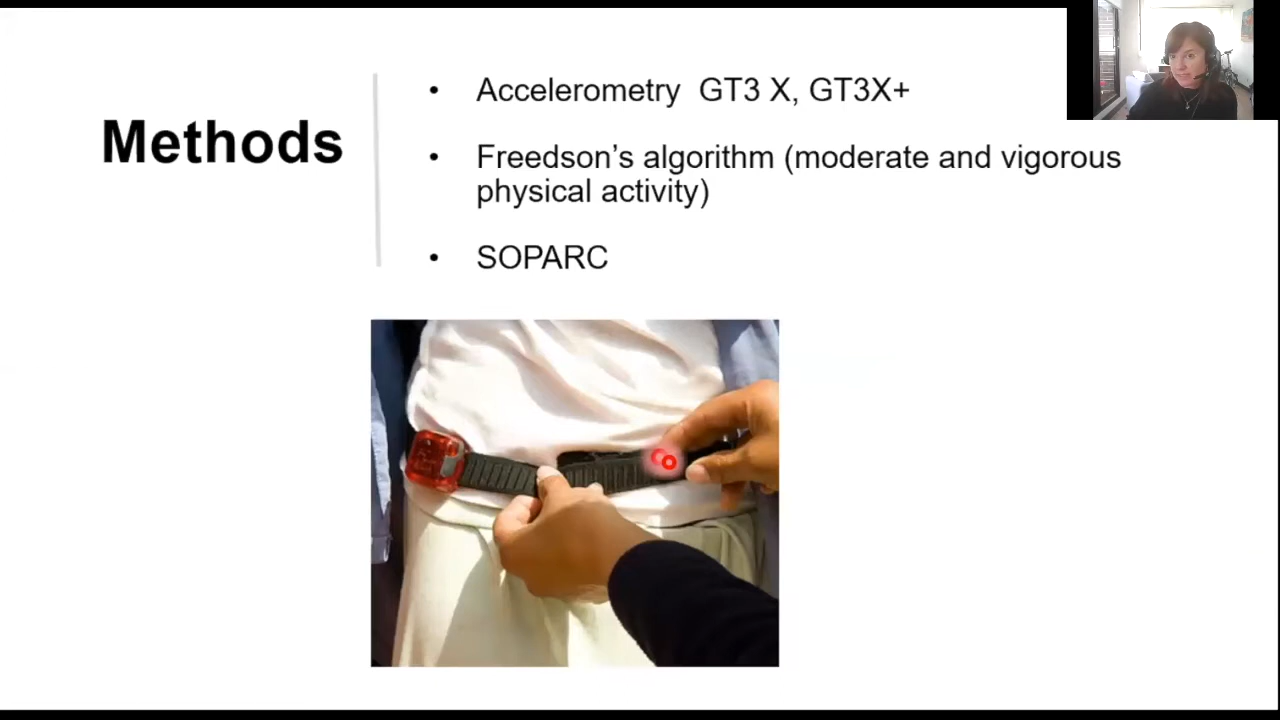 Methods
• Accelerometry GT3 X, GT3X+
• Freedson’s algorithm (moderate and vigorous
physical activity)
• SOPARC